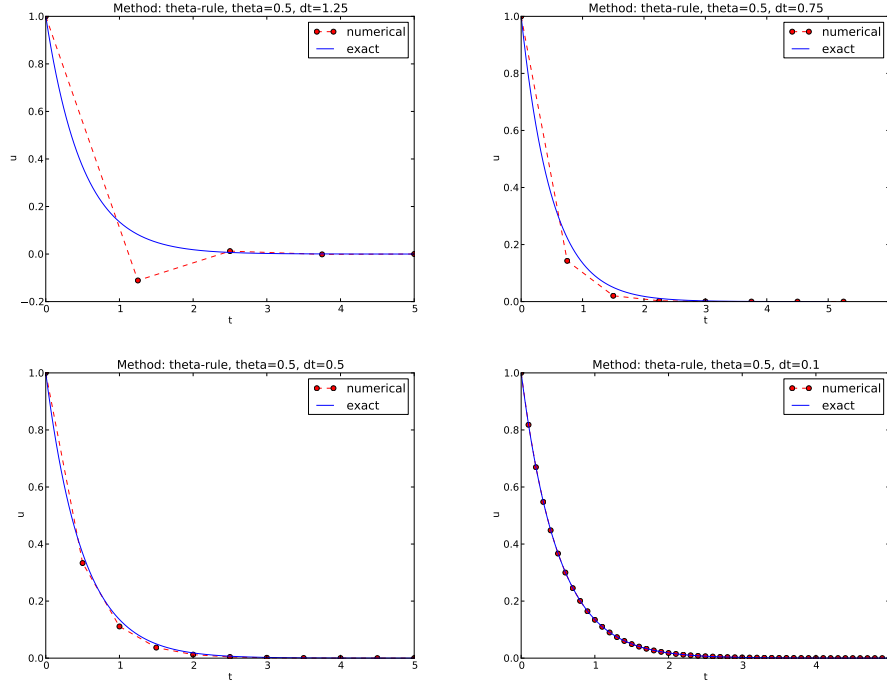 Method: theta-rule, theta=0.5, dt=1.25
1.0
0.8
0.6
0.4
0.2
0.0
−0.2
u
0 1 2 3 4 5
t
numerical
exact
Method: theta-rule, theta=0.5, dt=0.75
1.0
0.8
0.6
0.4
0.2
0.0
u
0 1 2 3 4 5
t
numerical
exact
Method: theta-rule, theta=0.5, dt=0.5
1.0
0.8
0.6
0.4
0.2
0.0
u
0 1 2 3 4 5
t
numerical
exact
Method: theta-rule, theta=0.5, dt=0.1
1.0
0.8
0.6
0.4
0.2
0.0
u
0 1 2 3 4
t
numerical
exact